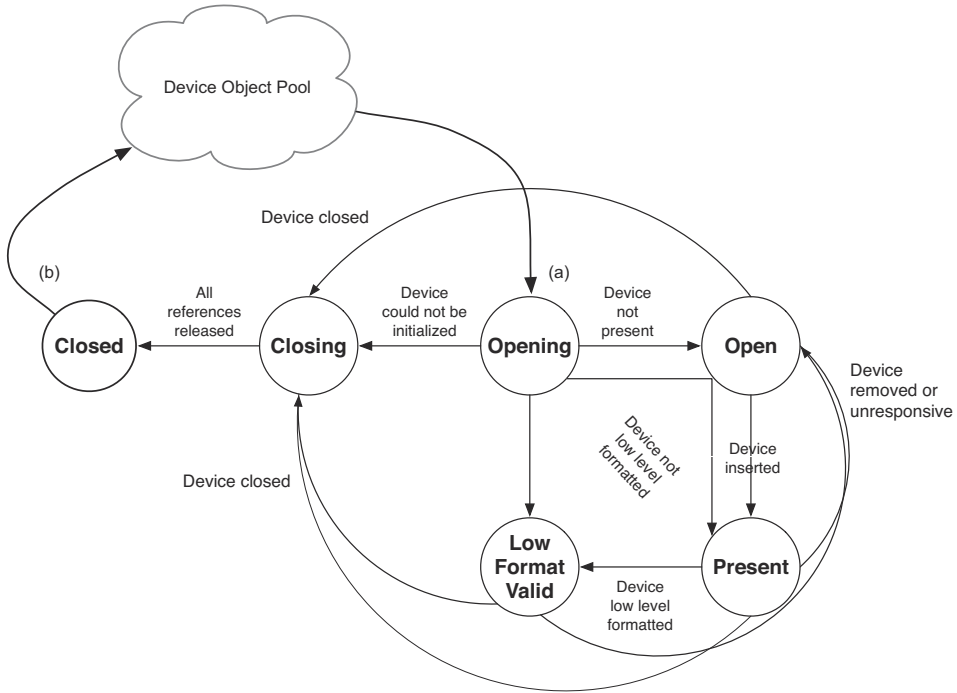 Device Object Pool
Device closed
(b)
(a)
All
references
released
Device
could not be
initialized
Device
not
present
Closed
Closing
Opening
Open
Device
removed or
unresponsive
Device not
low level
formatted
Device
inserted
Device closed
Low
Format
Valid
Present
Device
low level
formatted